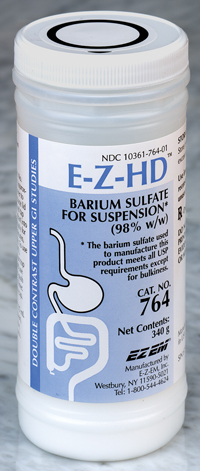 NDC 10361-764-01
E-Z-HD™
BARIUM SULFATE
FOR SUSPENSION*
(98% w/w)
* The barium sulfate used
to manufacture this
product meets all USP
requirements except
for bulkiness.
CAT. NO.
764
Net Contents:
340 g
Manufactured by
E-Z-EM, Inc.
Westbury, NY 11590-5021
Tel: 1-800-544-4624
DOUBLE CONTRAST UPPER GI STUDIES